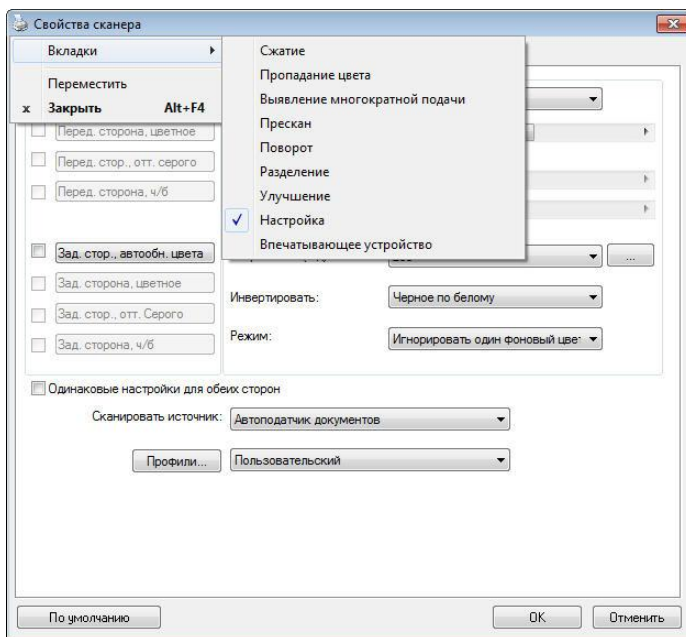 Свойства сканера
Вкладки
Переместить
x Закрыть Alt+F4
Сжатие
Пропадание цвета
Выявление многократной подачи
Прескан
Поворот
Разделение
Улучшение
Настройка
Впечатывающее устройство
Перед. сторона, цветное
Перед. стор., отт. серого
Перед. сторона, ч/б
Зад. стор., автообн. цвета
...
Зад. сторона, цветное
Инвертировать: Черное по белому
Зад. стор., отт. Серого
Режим: Игнорировать один фоновый цве
Зад. сторона, ч/б
Одинаковые настройки для обеих сторон
Сканировать источник: Автоподатчик документов
Профили... Пользовательский
По умолчанию OK Отменить